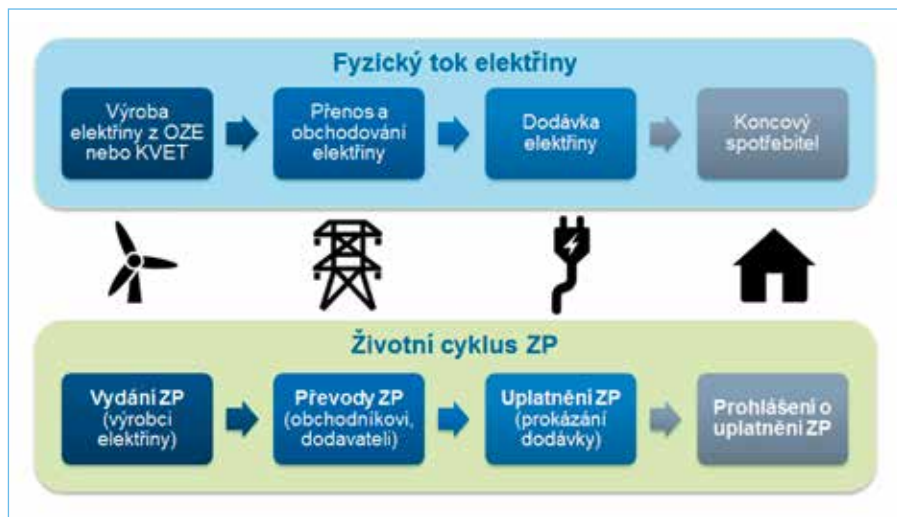 Fyzický tok elektřiny
Výroba
elektřiny z OZE
nebo KVET
Přenos a
obchodování
elektřiny
Dodávka
elektřiny
Koncový
spotřebitel
Životní cyklus ZP
Vydání ZP
(výrobci
elektřiny)
Převody ZP
(obchodníkovi,
dodavateli)
Uplatnění ZP
(prokázání
dodávky)
Prohlášení o
uplatnění ZP